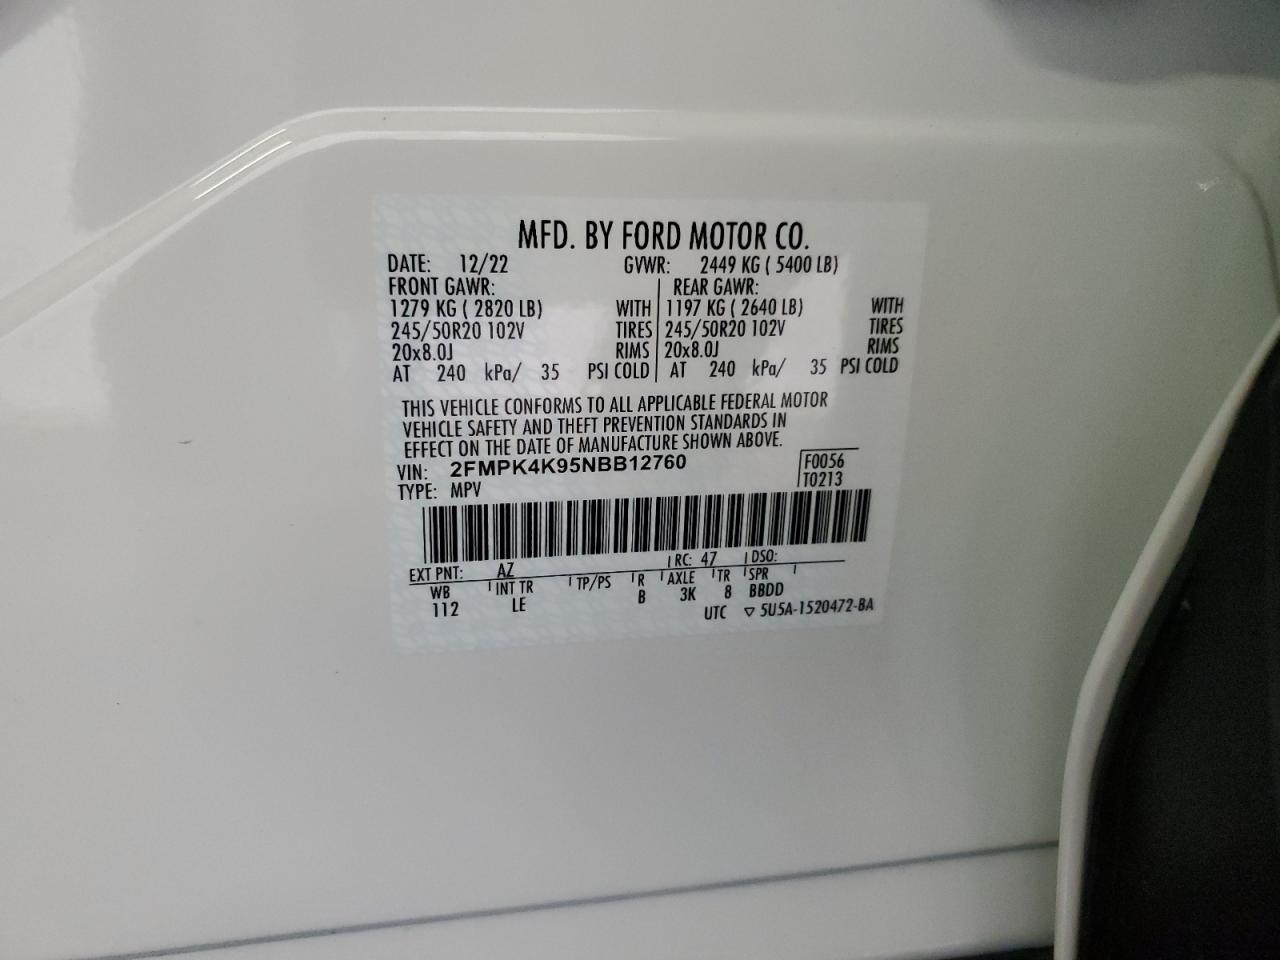 MFD. BY FORD MOTOR CO.
DATE: 12/22 GVWR: 2449 KG ( 5400 LB)
FRONT GAWR: REAR GAWR:
1279 KG ( 2820 LB) WITH 1197 KG ( 2640 LB) WITH
245/50R20 102V TIRES 245/50R20 102V TIRES
20x8.0J RIMS 20x8.0J RIMS
AT 240 kPa/ 35 PSI COLD AT 240 kPa/ 35 PSI COLD
THIS VEHICLE CONFORMS TO ALL APPLICABLE FEDERAL MOTOR
VEHICLE SAFETY AND THEFT PREVENTION STANDARDS IN
EFFECT ON THE DATE OF MANUFACTURE SHOWN ABOVE.
VIN: 2FMPK4K95NBB12760 F0056
TYPE: MPV T0213
EXT PNT: AZ RC: 47 DSO:
WB INT TR TP/PS R AXLE TR SPR
112 LE B 3K 8 BBDD
UTC ▽ 5U5A-1520472-BA